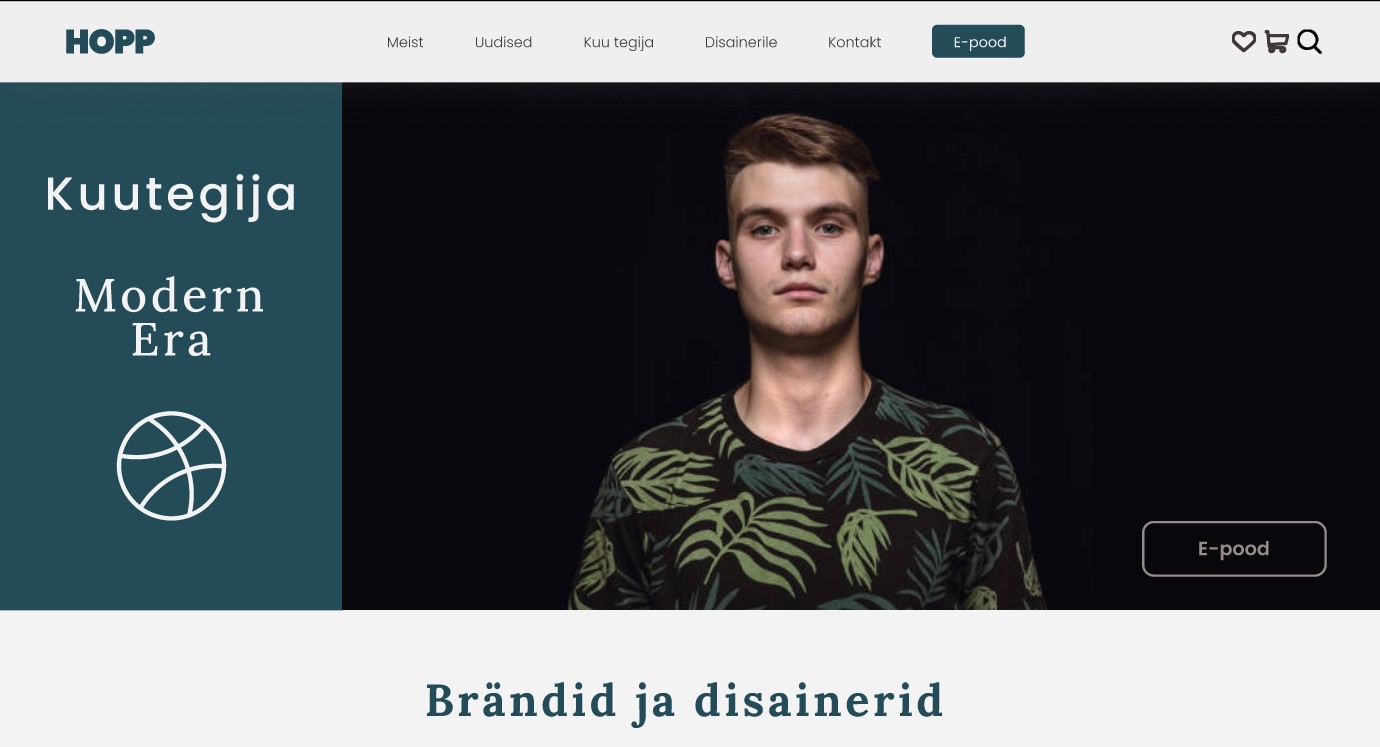 HOPP
Meist
Uudised
Kuu tegija
Disainerile
Kontakt
E-pood
Kuutegija
Modern
Era
E-pood
Brändid ja disainerid